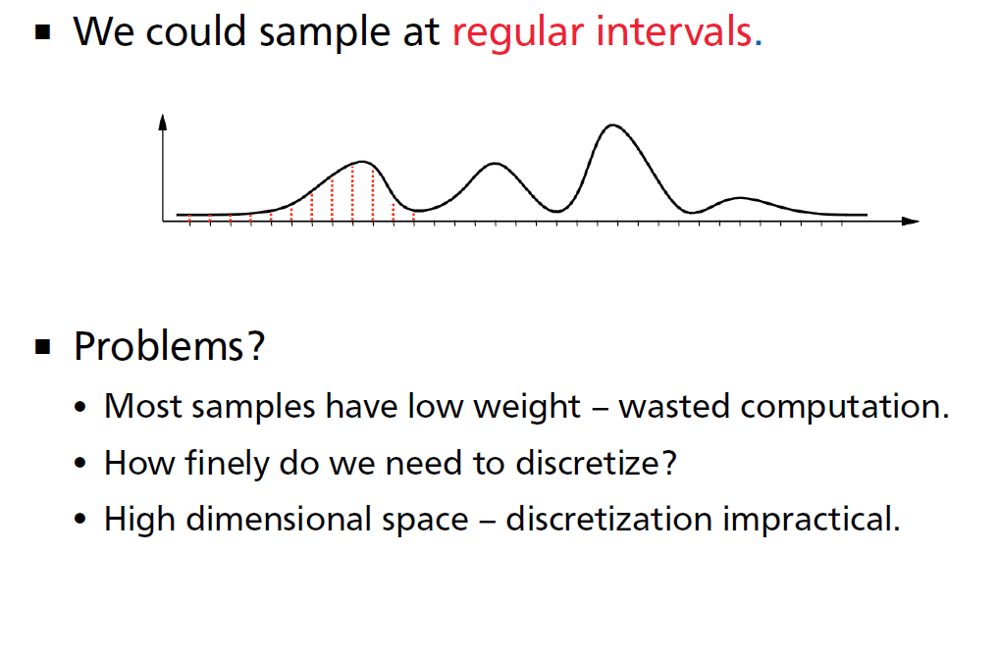 ▪ We could sample at regular intervals.
▪ Problems?
• Most samples have low weight – wasted computation.
• How finely do we need to discretize?
• High dimensional space – discretization impractical.